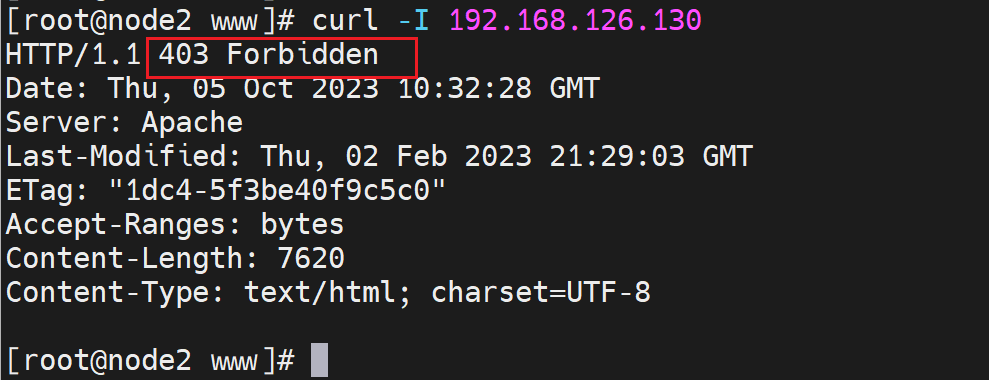 [root@node2 www]# curl -I 192.168.126.130
HTTP/1.1 403 Forbidden
Date: Thu, 05 Oct 2023 10:32:28 GMT
Server: Apache
Last-Modified: Thu, 02 Feb 2023 21:29:03 GMT
ETag: "1dc4-5f3be40f9c5c0"
Accept-Ranges: bytes
Content-Length: 7620
Content-Type: text/html; charset=UTF-8
[root@node2 www]#